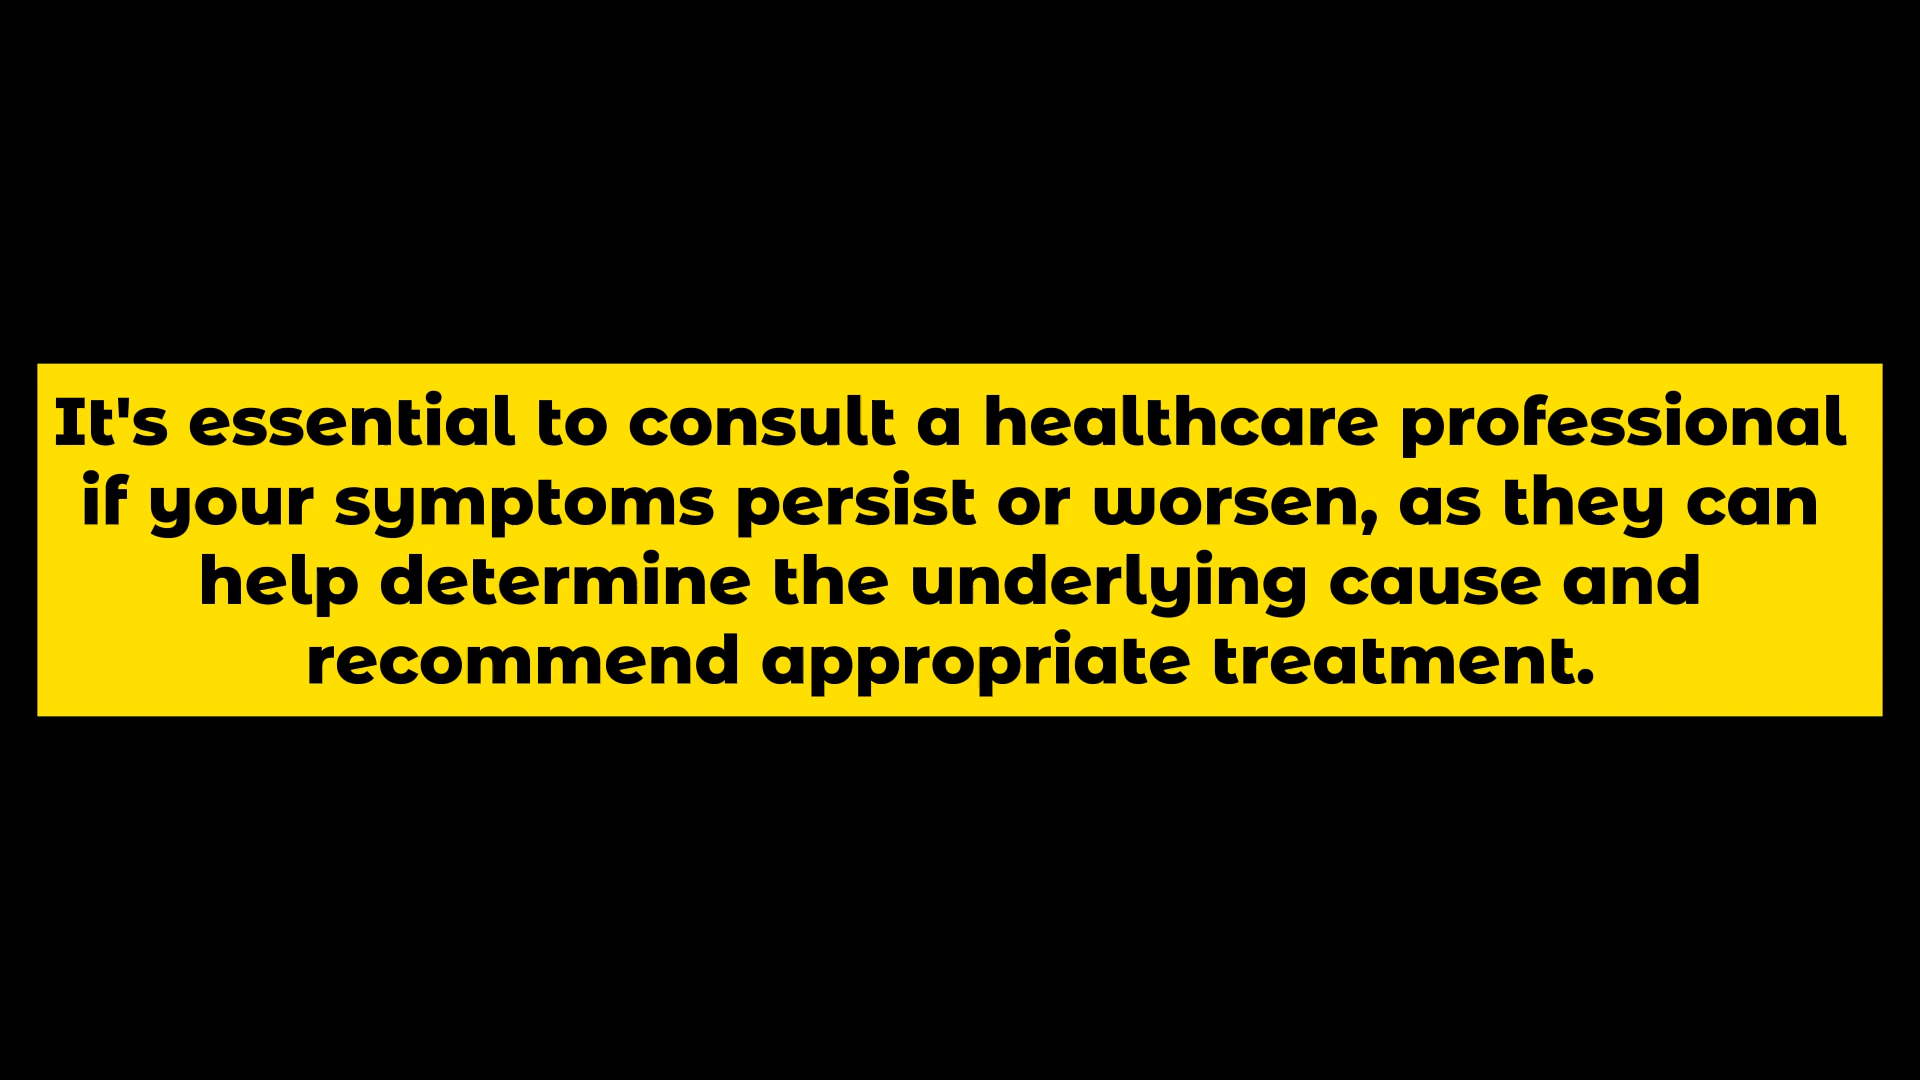 It's essential to consult a healthcare professional
if your symptoms persist or worsen, as they can
help determine the underlying cause and
recommend appropriate treatment.